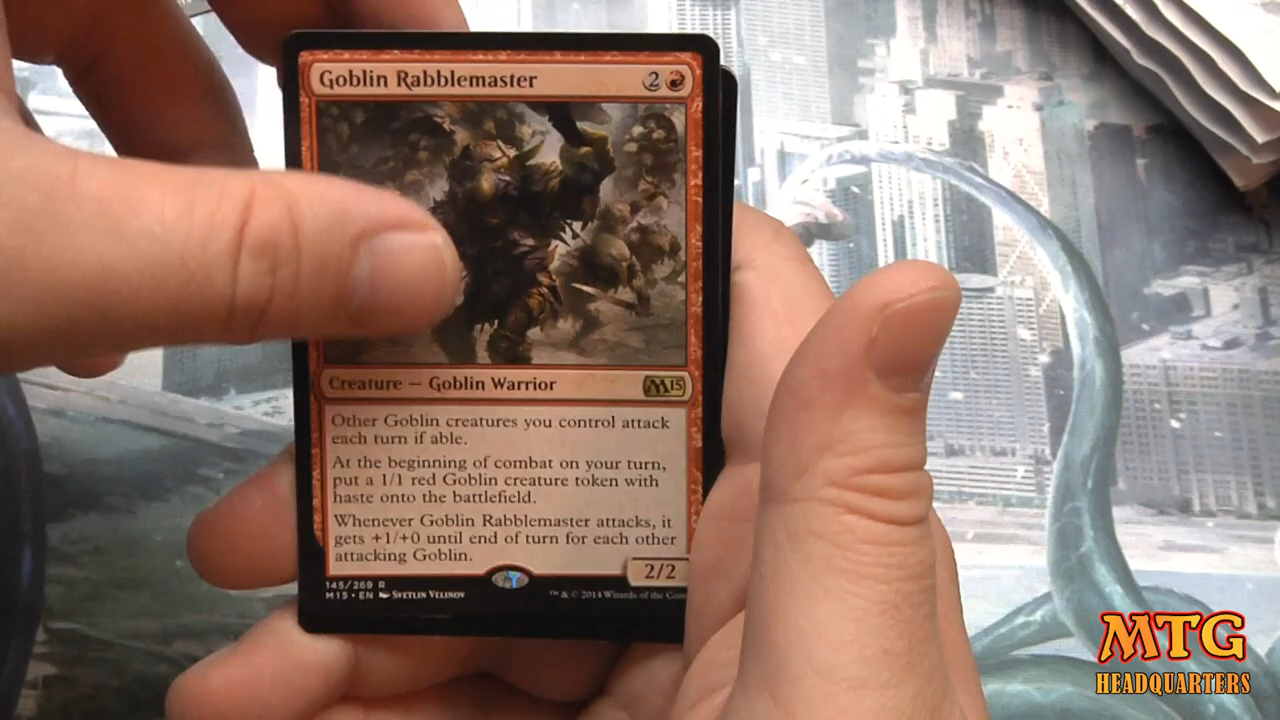 Goblin Rabblemaster 2
Creature — Goblin Warrior M15
Other Goblin creatures you control attack
each turn if able.
At the beginning of combat on your turn,
put a 1/1 red Goblin creature token with
haste onto the battlefield.
Whenever Goblin Rabblemaster attacks, it
gets +1/+0 until end of turn for each other
attacking Goblin.
2/2
145/269 R
M15 • EN Svetlin Velinov ™ & © 2014 Wizards of the
MTG
HEADQUARTERS